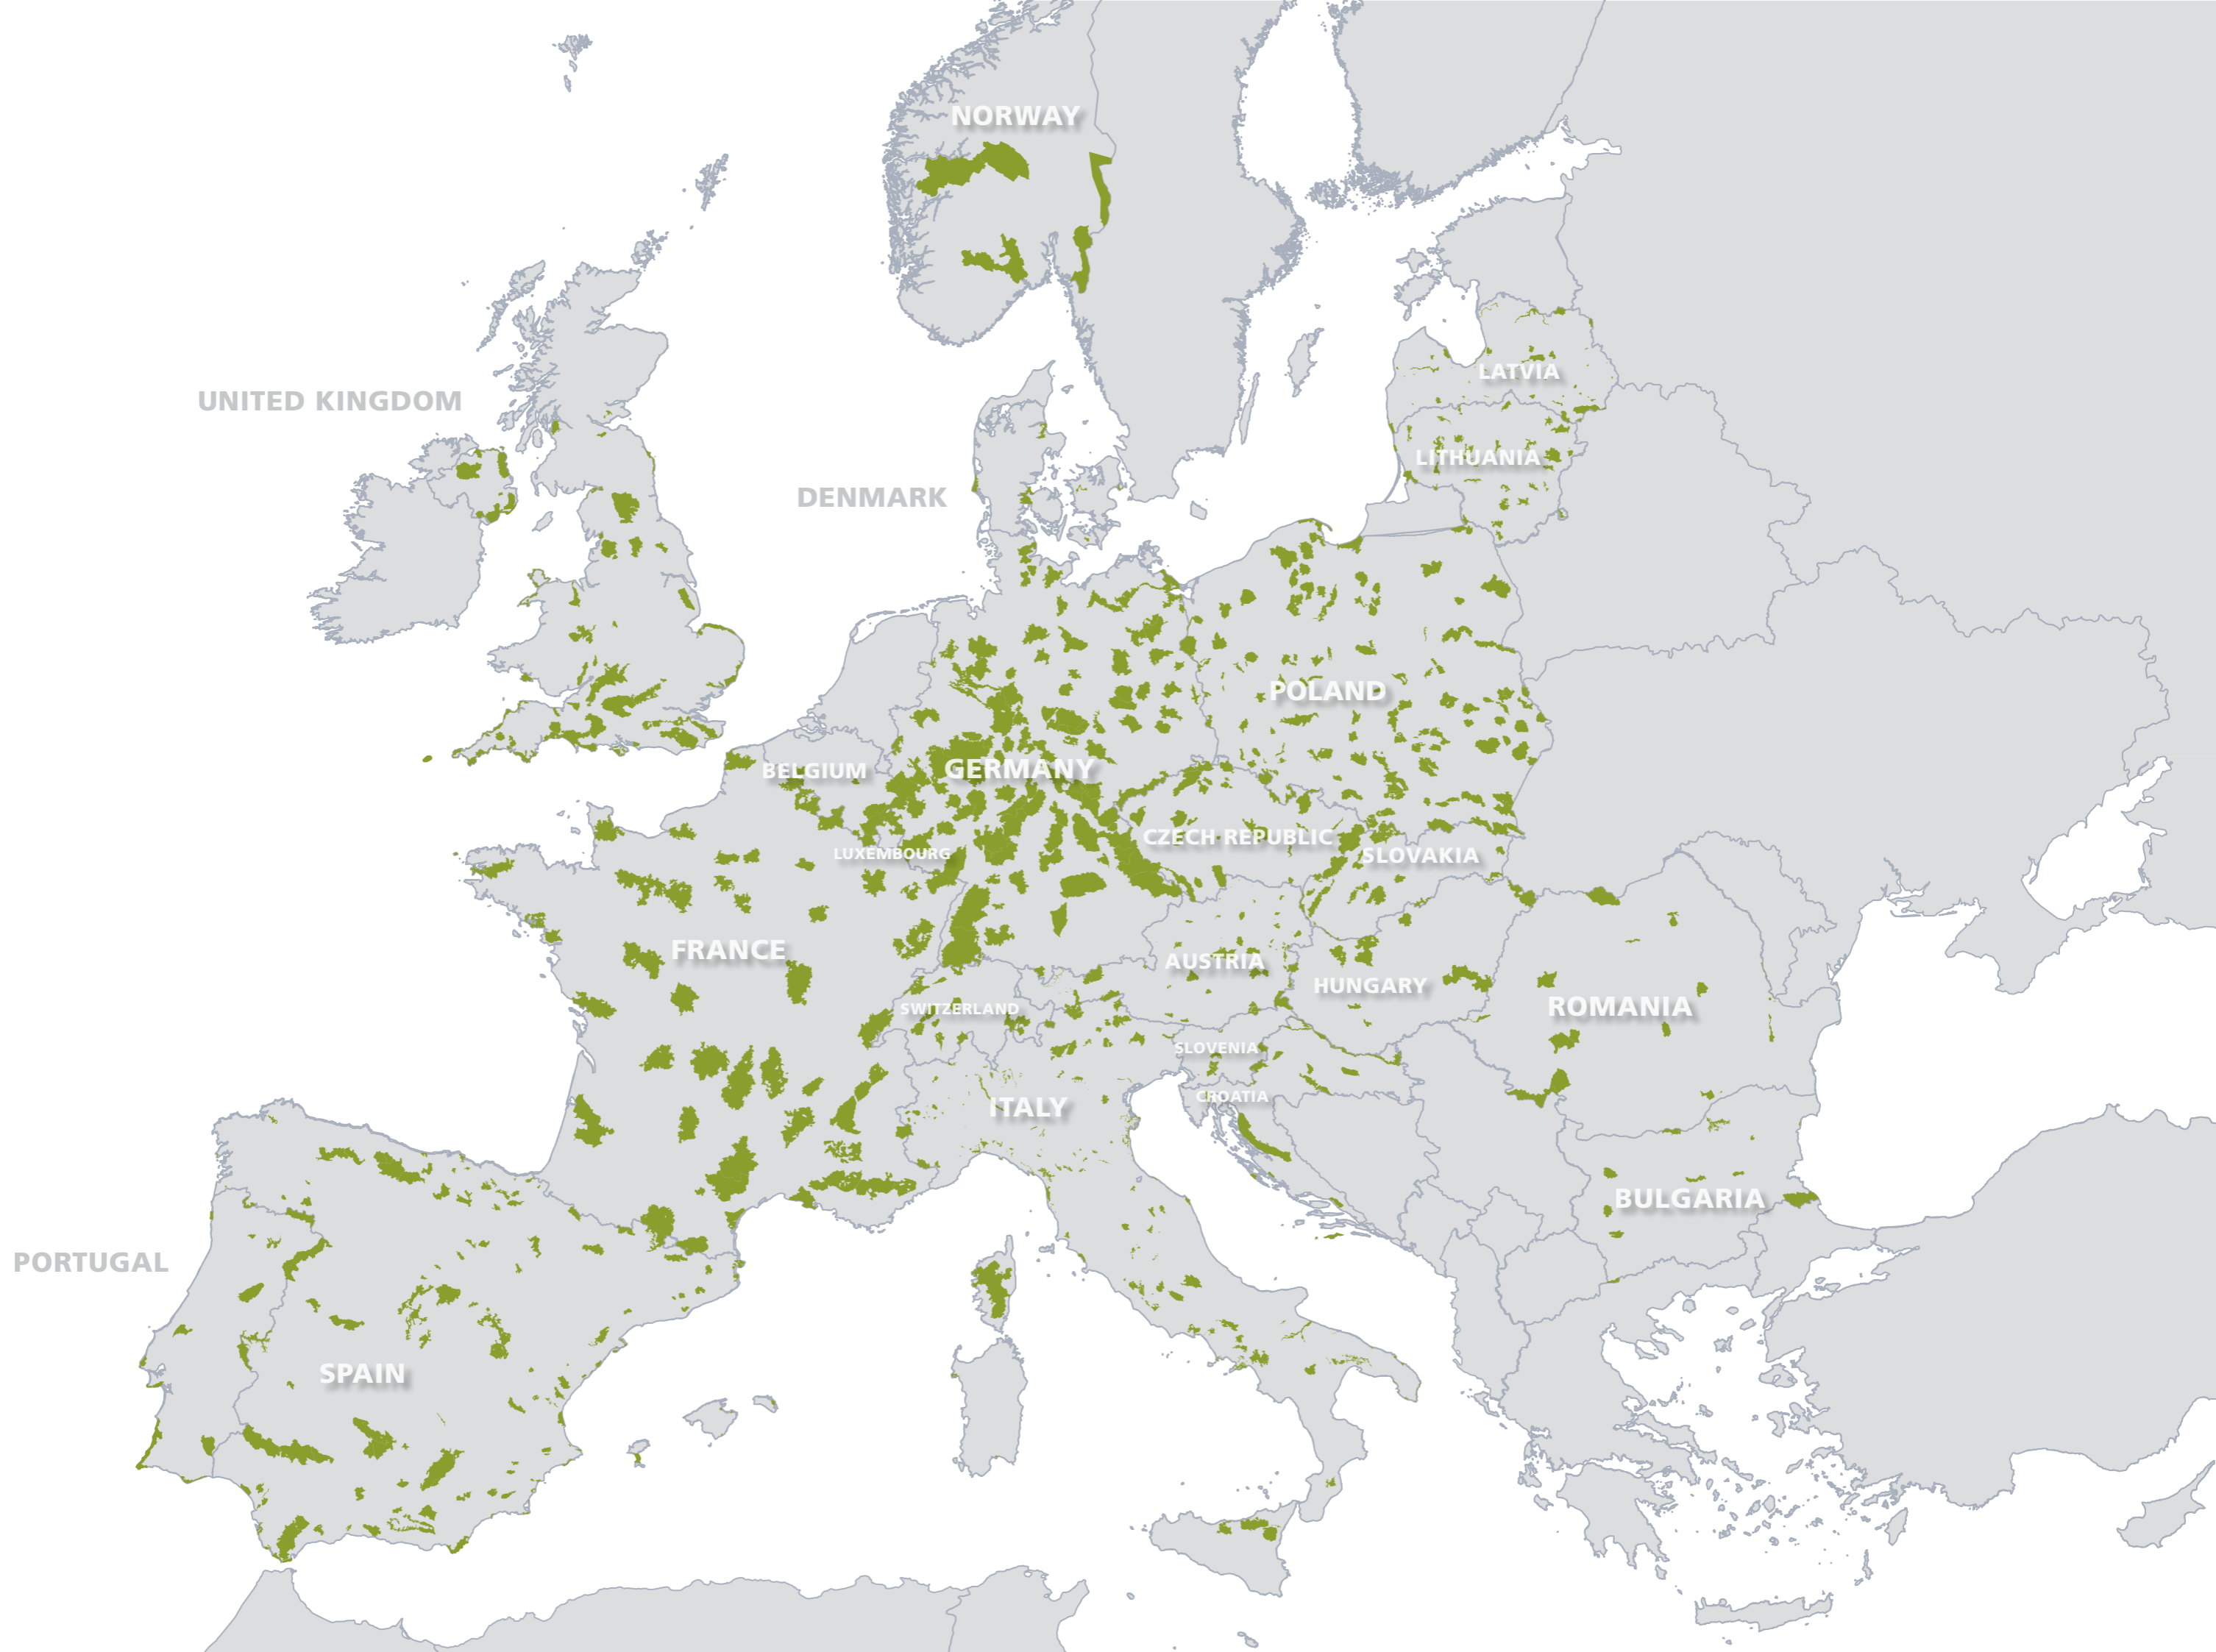 NORWAY
LATVIA
UNITED KINGDOM
LITHUANIA
DENMARK
POLAND
BELGIUM
GERMANY
CZECH REPUBLIC
LUXEMBOURG
SLOVAKIA
FRANCE
AUSTRIA
HUNGARY
SWITZERLAND
ROMANIA
SLOVENIA
CROATIA
ITALY
BULGARIA
PORTUGAL
SPAIN